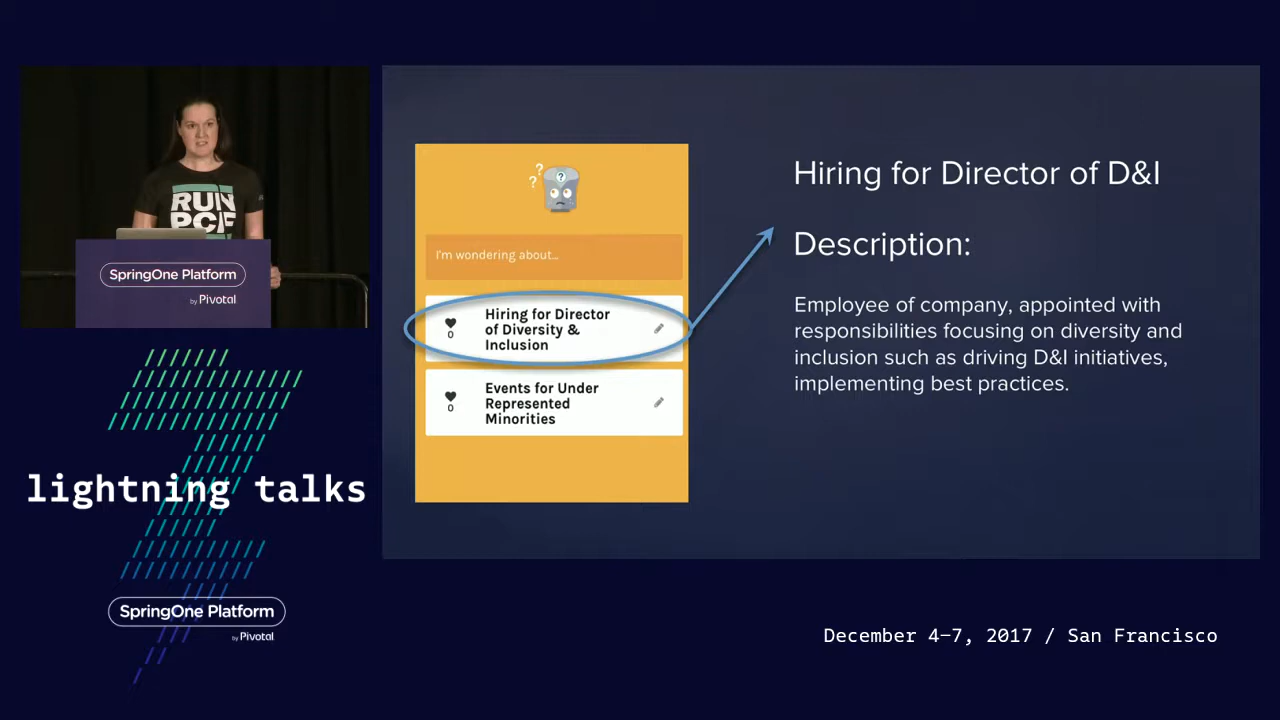 RUN
PCF
SpringOne Platform
by Pivotal
lightning talks
SpringOne Platform
by Pivotal
?
?
?
I'm wondering about...
0
Hiring for Director
of Diversity &
Inclusion
0
Events for Under
Represented
Minorities
Hiring for Director of D&I
Description:
Employee of company, appointed with
responsibilities focusing on diversity and
inclusion such as driving D&I initiatives,
implementing best practices.
December 4–7, 2017 / San Francisco